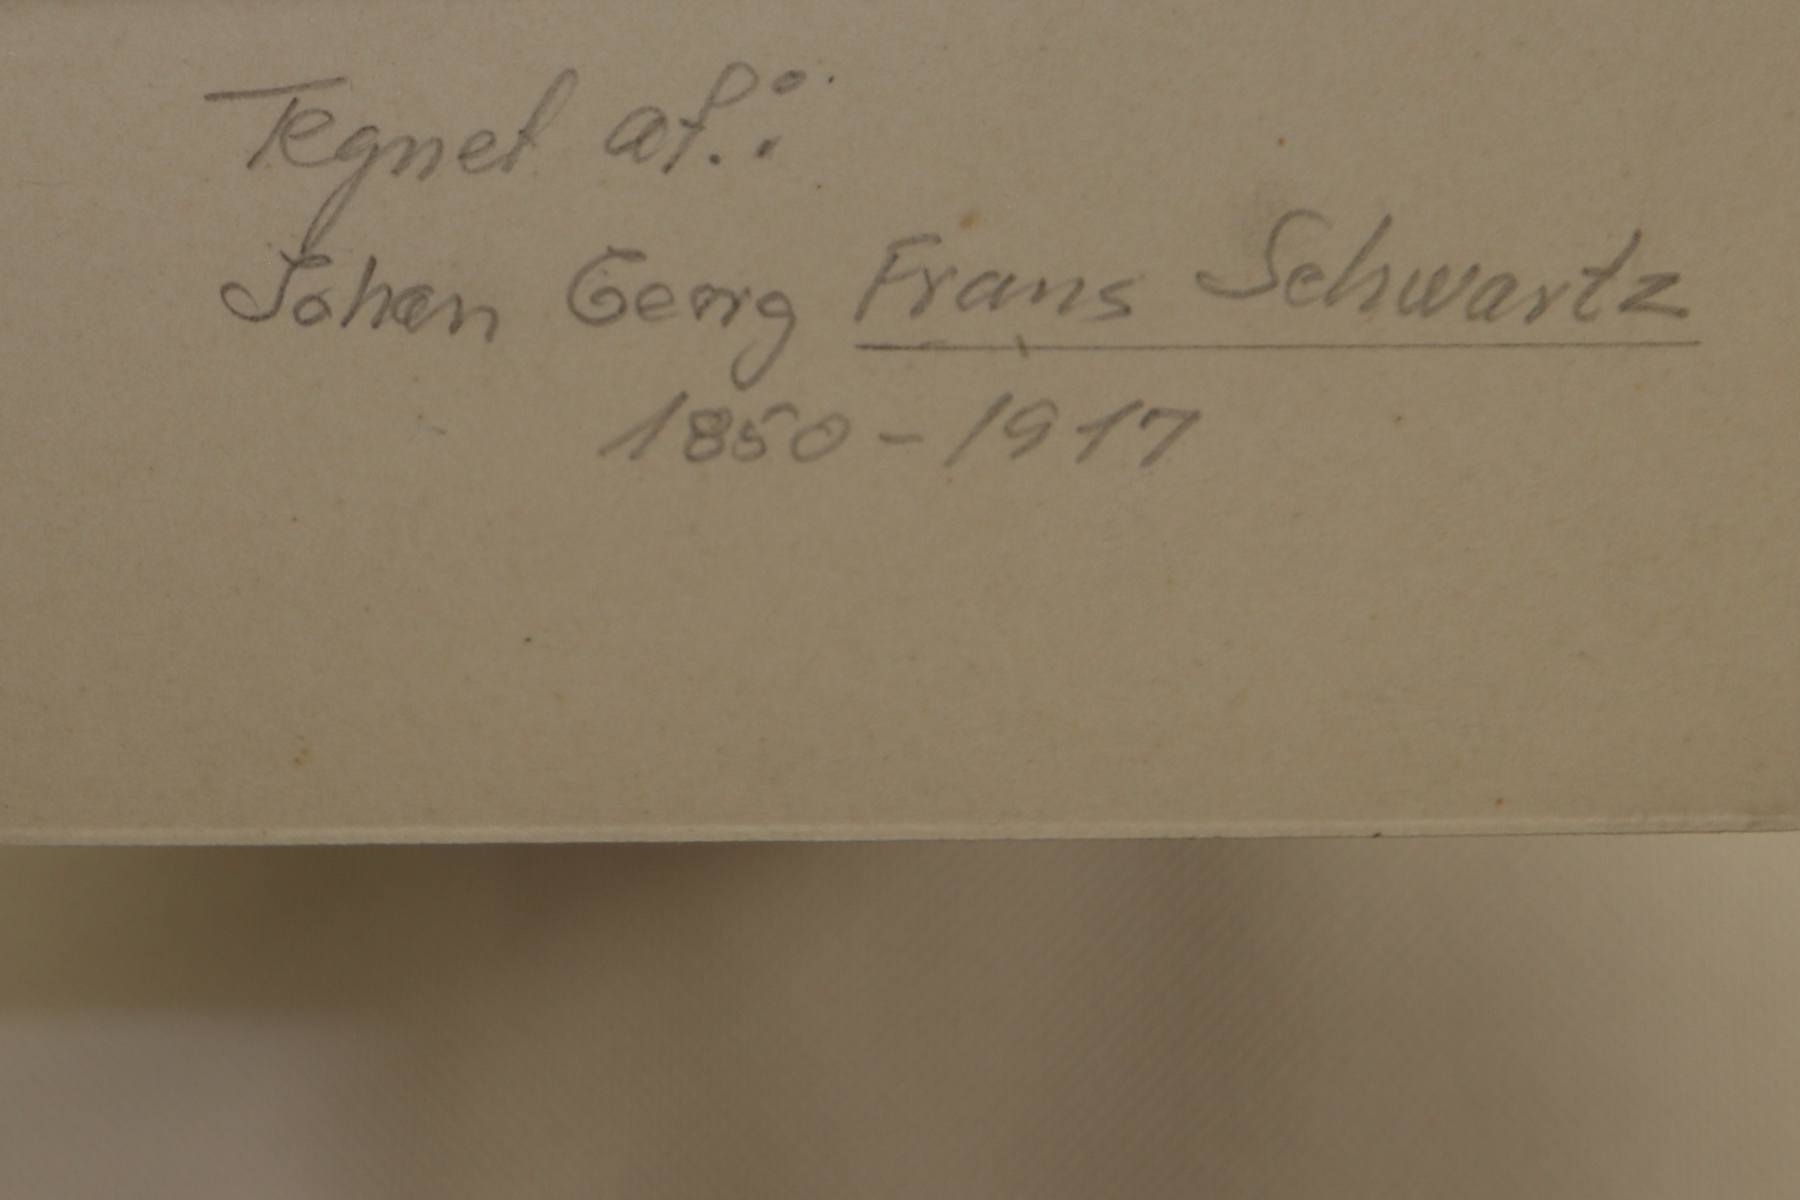 Tegnet af.:
Johan Georg Frans Schwartz
1850-1917